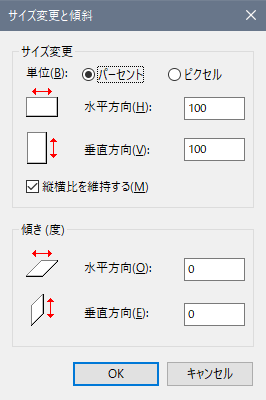 サイズ変更と傾斜
サイズ変更
単位(B): パーセント ピクセル
水平方向(H): 100
垂直方向(V): 100
縦横比を維持する(M)
傾き (度)
水平方向(O): 0
垂直方向(E): 0
OK キャンセル